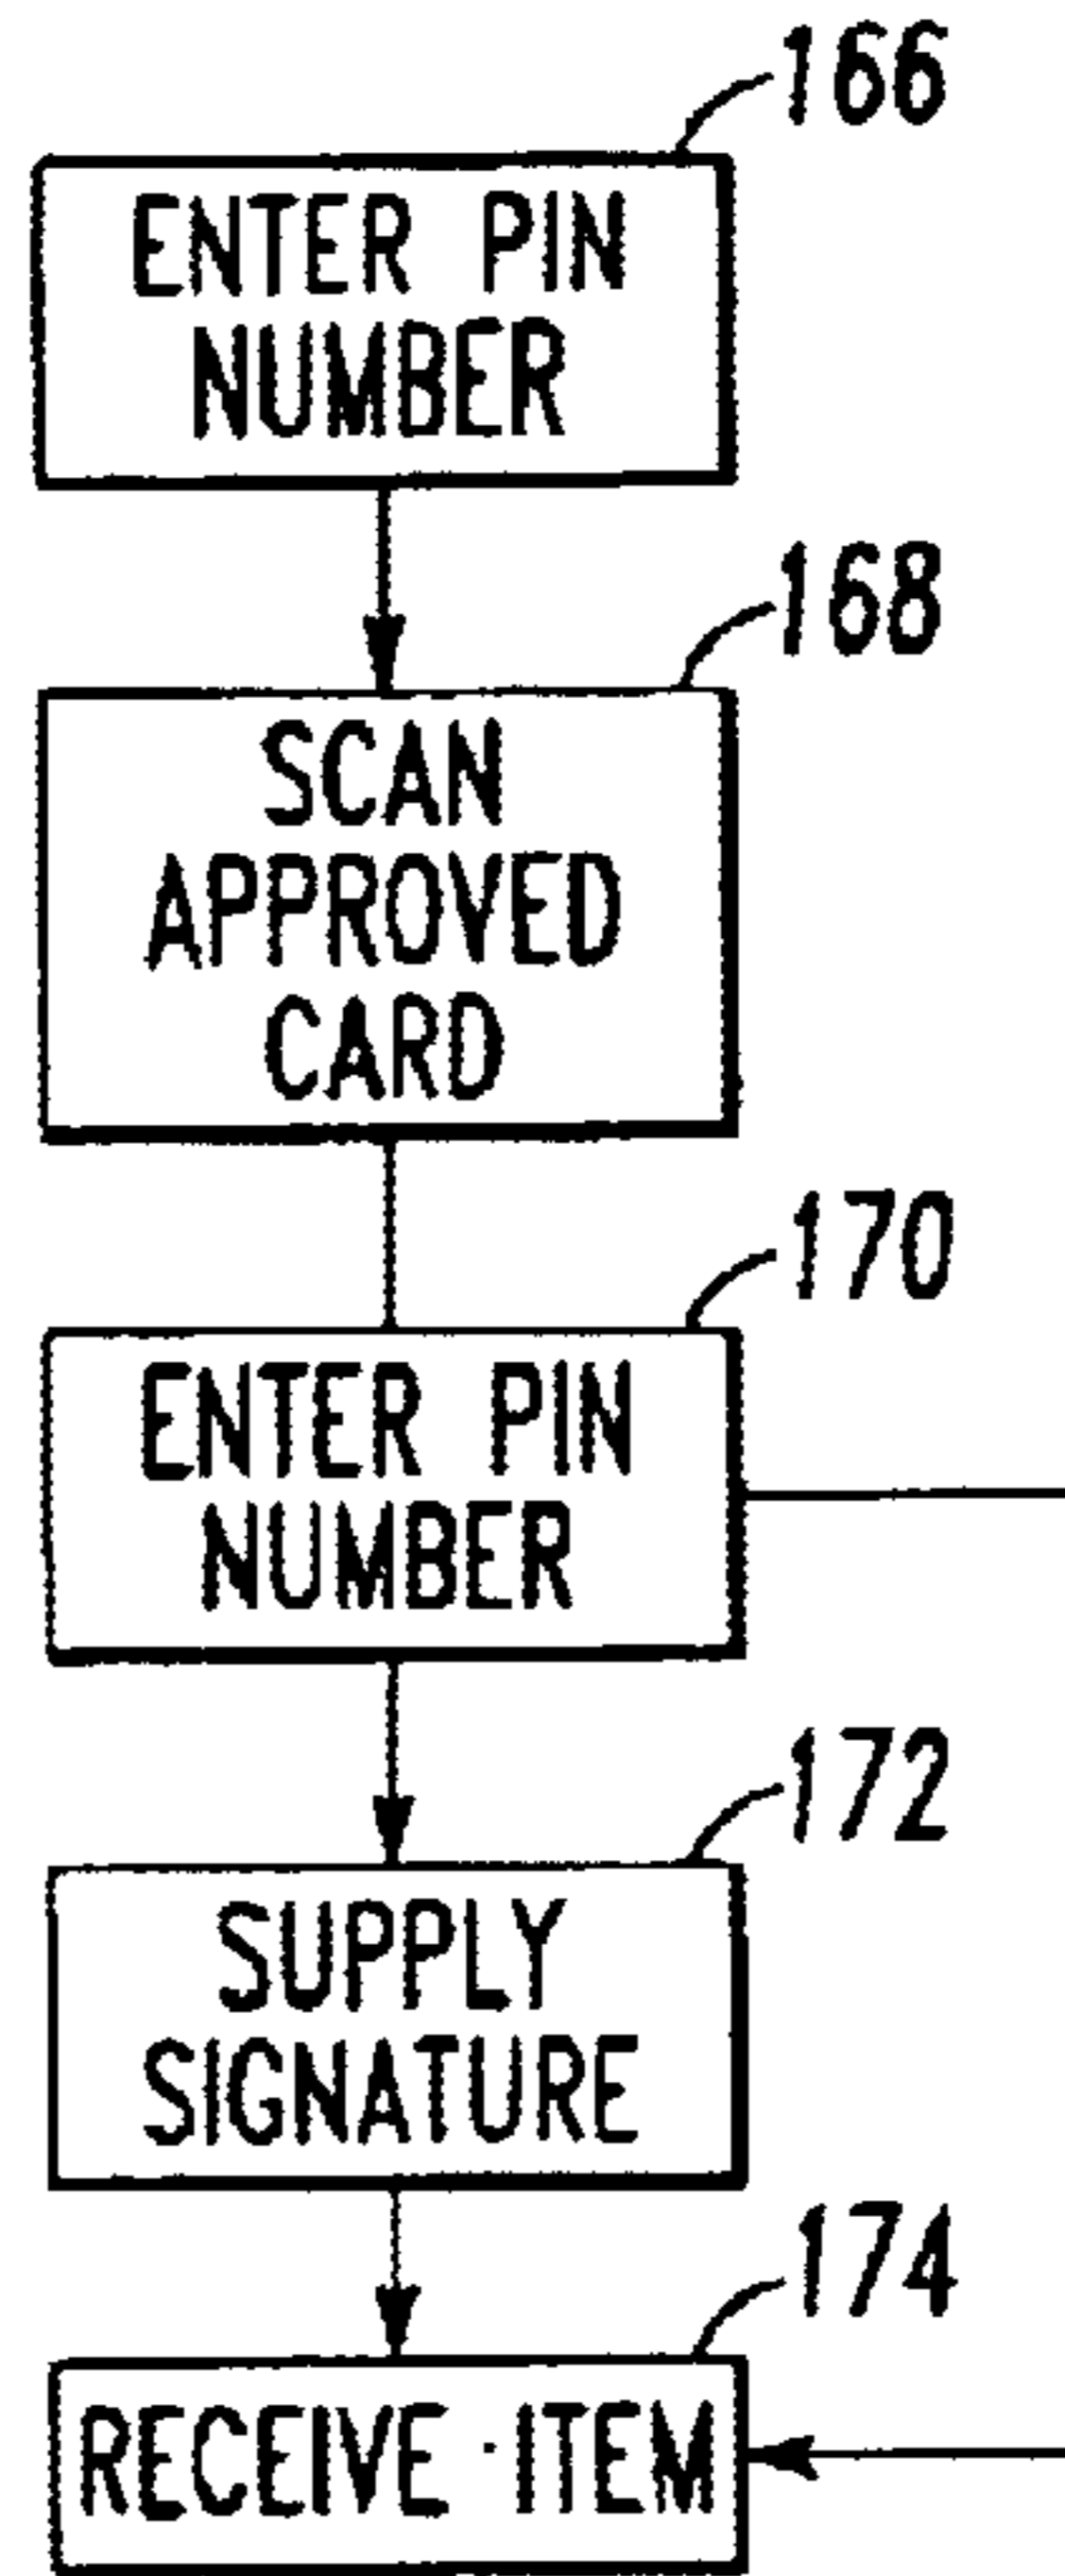 166
ENTER PIN
NUMBER
168
SCAN
APPROVED
CARD
170
ENTER PIN
NUMBER
172
SUPPLY
SIGNATURE
174
RECEIVE ITEM